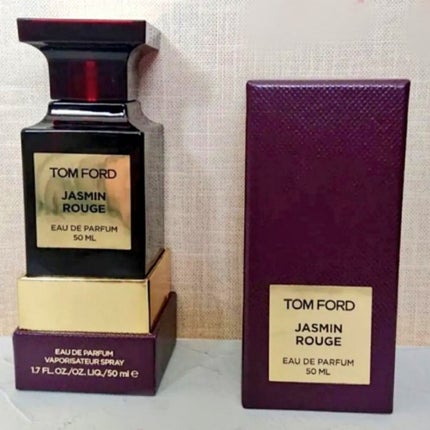 TOM FORD
JASMIN
ROUGE
EAU DE PARFUM
50 ML
EAU DE PARFUM
VAPORISATEUR SPRAY
1.7 FL. OZ./OZ. LIQ./50 ml e
TOM FORD
JASMIN
ROUGE
EAU DE PARFUM
50 ML